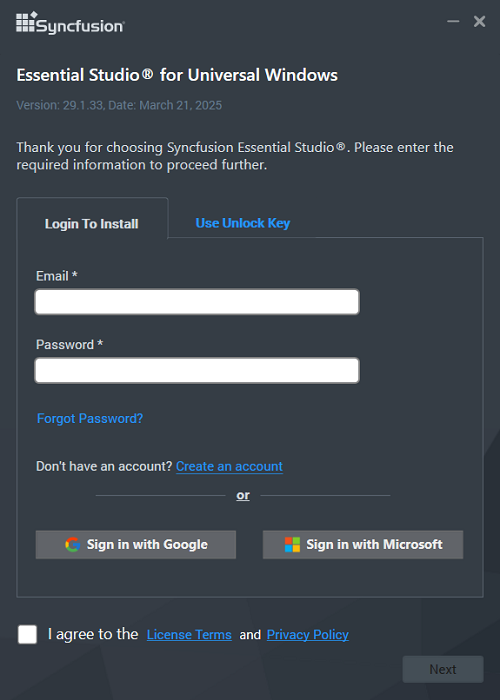 Syncfusion®
Essential Studio® for Universal Windows
Version: 29.1.33, Date: March 21, 2025
Thank you for choosing Syncfusion Essential Studio®. Please enter the
required information to proceed further.
Login To Install
Use Unlock Key
Email *
Password *
Forgot Password?
Don't have an account? Create an account
or
Sign in with Google
Sign in with Microsoft
I agree to the License Terms and Privacy Policy
Next